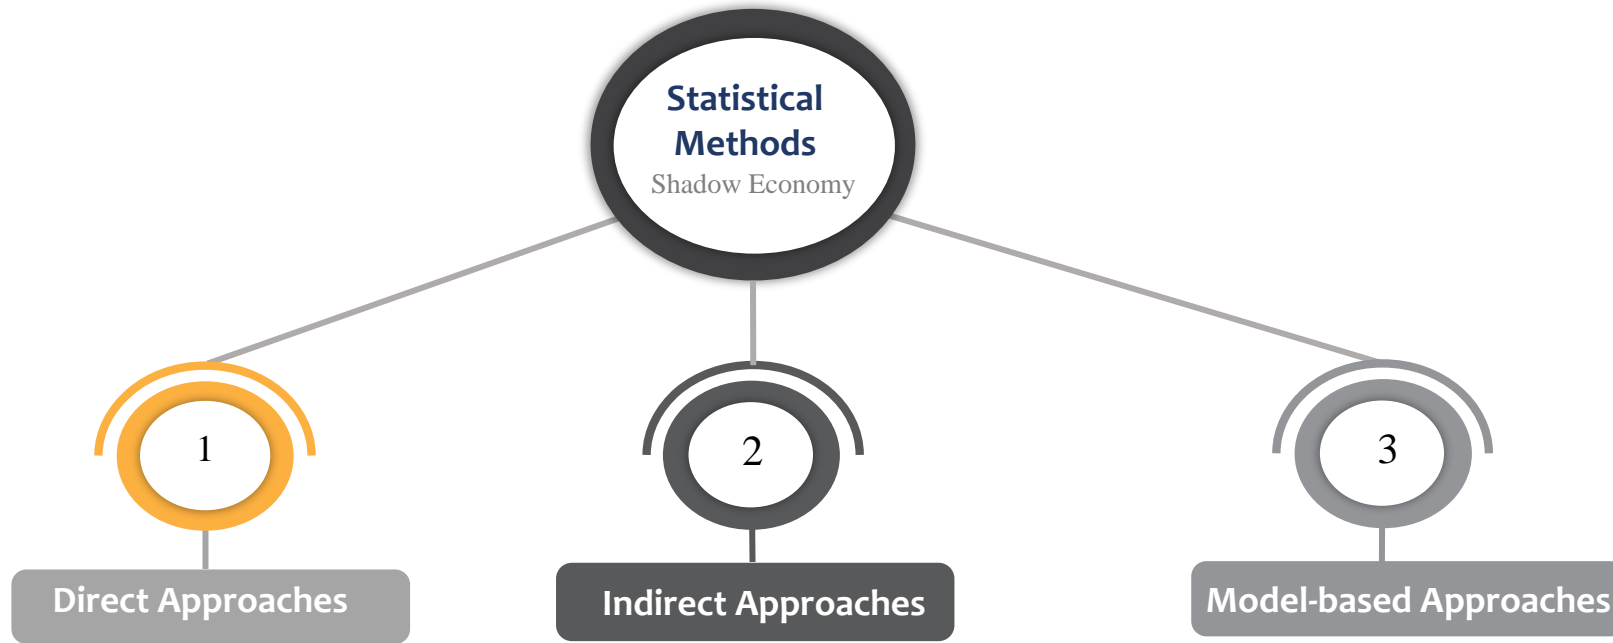 Statistical
Methods
Shadow Economy
1
2
3
Direct Approaches
Indirect Approaches
Model-based Approaches